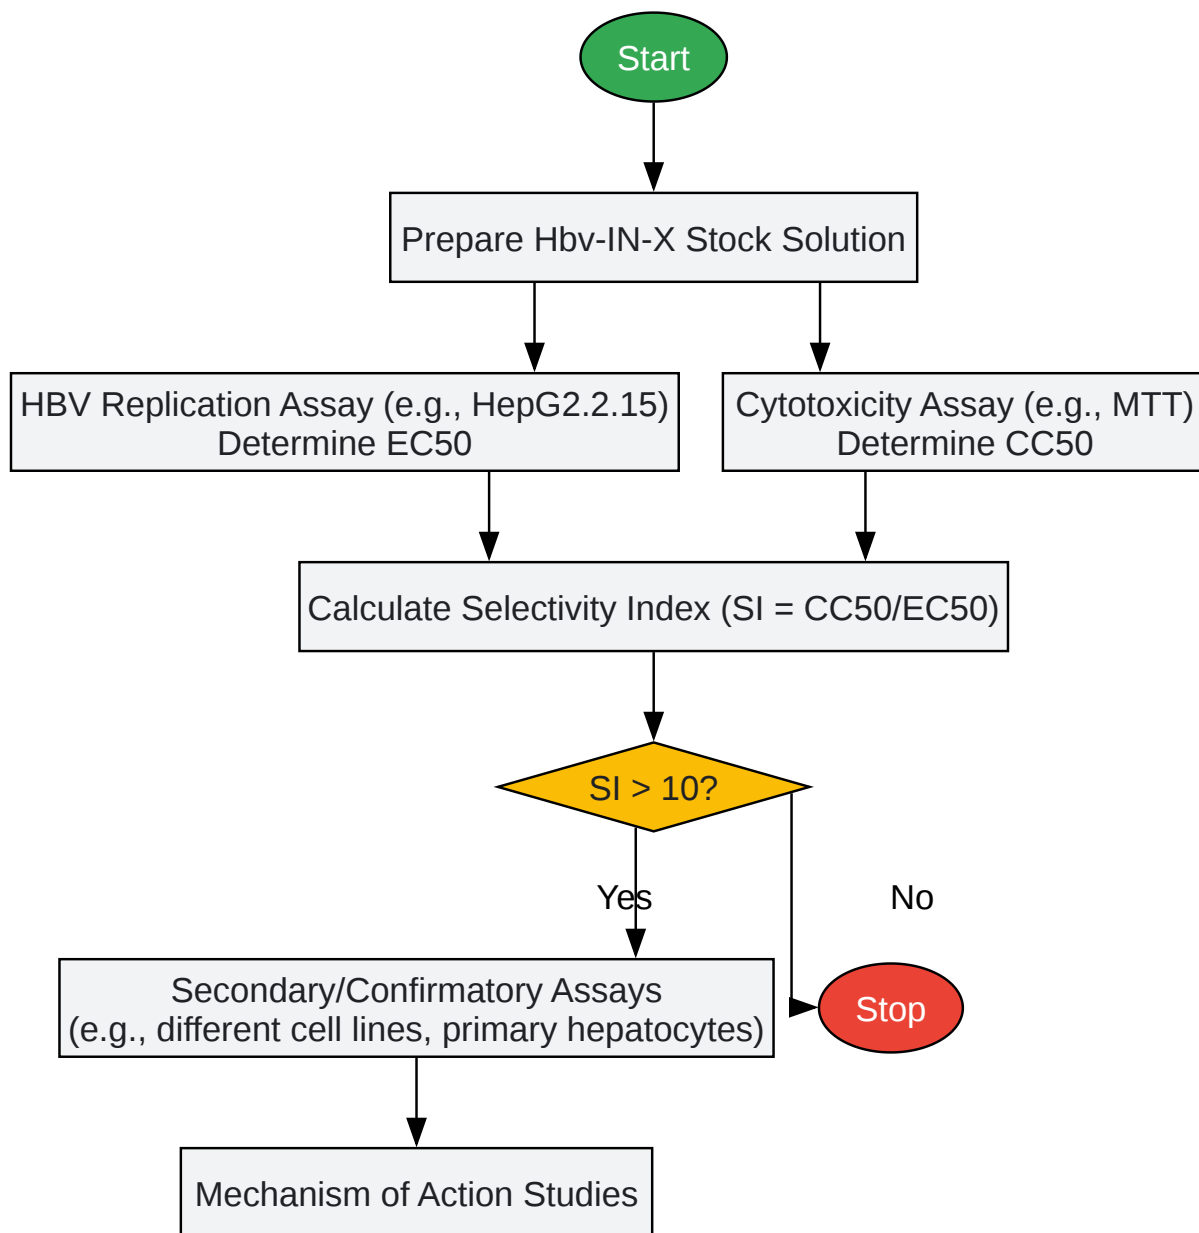 Start
Prepare Hbv-IN-X Stock Solution
HBV Replication Assay (e.g., HepG2.2.15)
Determine EC50
Cytotoxicity Assay (e.g., MTT)
Determine CC50
Calculate Selectivity Index (SI = CC50/EC50)
SI > 10?
Yes
No
Secondary/Confirmatory Assays
(e.g., different cell lines, primary hepatocytes)
Stop
Mechanism of Action Studies